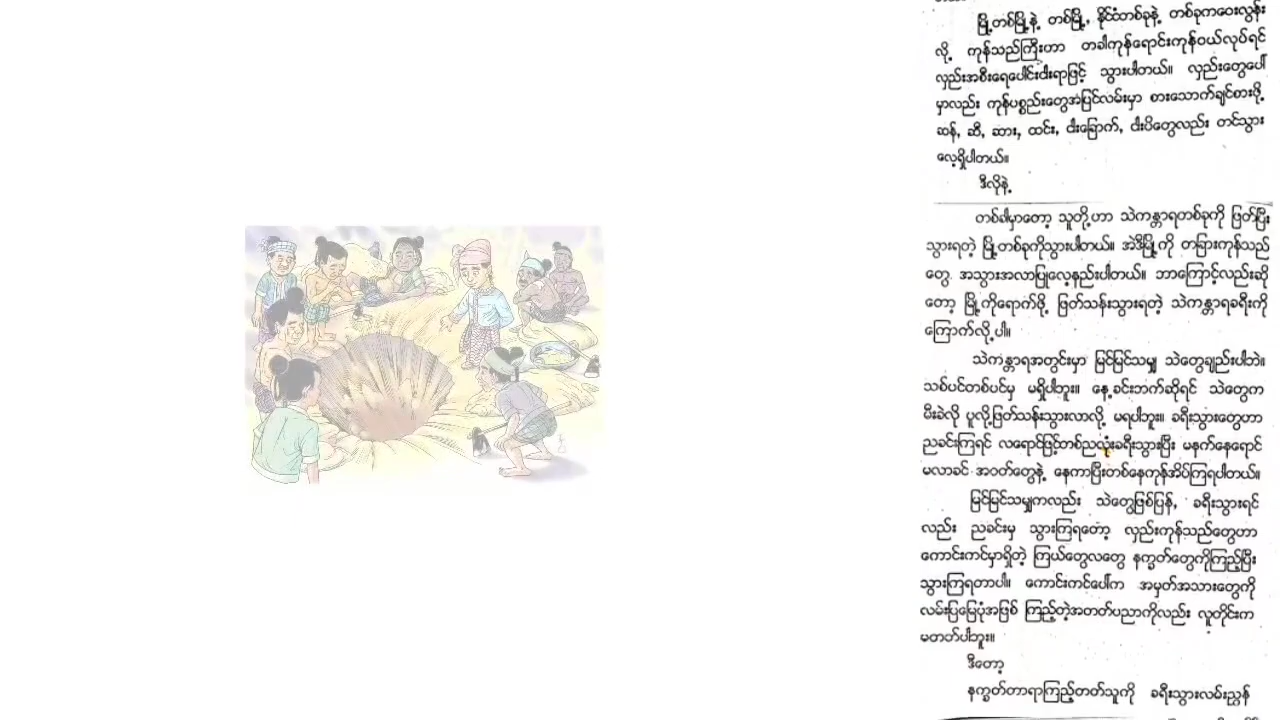 မြို့တစ်မြို့နဲ့ တစ်မြို့, နိုင်ငံတစ်ခုနဲ့ တစ်ခုကဝေးလွန်း
လို့ ကုန်သည်ကြီးဟာ တခါကုန်ရောင်းကုန်ဝယ်လုပ်ရင်
လှည်းအစီးရေပေါင်းငါးရာဖြင့် သွားပါတယ်။ လှည်းတွေပေါ်
မှာလည်း ကုန်ပစ္စည်းတွေအပြင်လမ်းမှာ စားသောက်ချင်စားဖို့
ဆန်, ဆီ, ဆား, ထင်း, ငါးခြောက်, ငါးပိတွေလည်း တင်သွား
လေ့ရှိပါတယ်။
ဒီလိုနဲ့
တစ်ခါမှာတော့ သူတို့ဟာ သဲကန္တာရတစ်ခုကို ဖြတ်ပြီး
သွားရတဲ့ မြို့တစ်ခုကိုသွားပါတယ်။ အဲဒီမြို့ကို တခြားကုန်သည်
တွေ အသွားအလာပြုလေ့နည်းပါတယ်။ ဘာကြောင့်လည်းဆို
တော့ မြို့ကိုရောက်ဖို့ ဖြတ်သန်းသွားရတဲ့ သဲကန္တာရခရီးကို
ကြောက်လို့ပါ။
သဲကန္တာရအတွင်းမှာ မြင်မြင်သမျှ သဲတွေချည်းပါဘဲ။
သစ်ပင်တစ်ပင်မှ မရှိပါဘူး။ နေ့ခင်းဘက်ဆိုရင် သဲတွေက
မီးခဲလို ပူလို့ဖြတ်သန်းသွားလာလို့ မရပါဘူး။ ခရီးသွားတွေဟာ
ညခင်းကြရင် လရောင်ဖြင့်တစ်ညလုံးခရီးသွားပြီး မနက်နေရောင်
မလာခင် အဝတ်တွေနဲ့ နေကာပြီးတစ်နေကုန်အိပ်ကြရပါတယ်။
မြင်မြင်သမျှကလည်း သဲတွေဖြစ်ပြန်, ခရီးသွားရင်
လည်း ညခင်းမှ သွားကြရတော့ လှည်းကုန်သည်တွေဟာ
ကောင်းကင်မှာရှိတဲ့ ကြယ်တွေလတွေ နက္ခတ်တွေကိုကြည့်ပြီး
သွားကြရတာပါ။ ကောင်းကင်ပေါ်က အမှတ်အသားတွေကို
လမ်းပြမြေပုံအဖြစ် ကြည့်တဲ့အတတ်ပညာကိုလည်း လူတိုင်းက
မတတ်ပါဘူး။
ဒီတော့
နက္ခတ်တာရာကြည့်တတ်သူကို ခရီးသွားလမ်းညွှန်